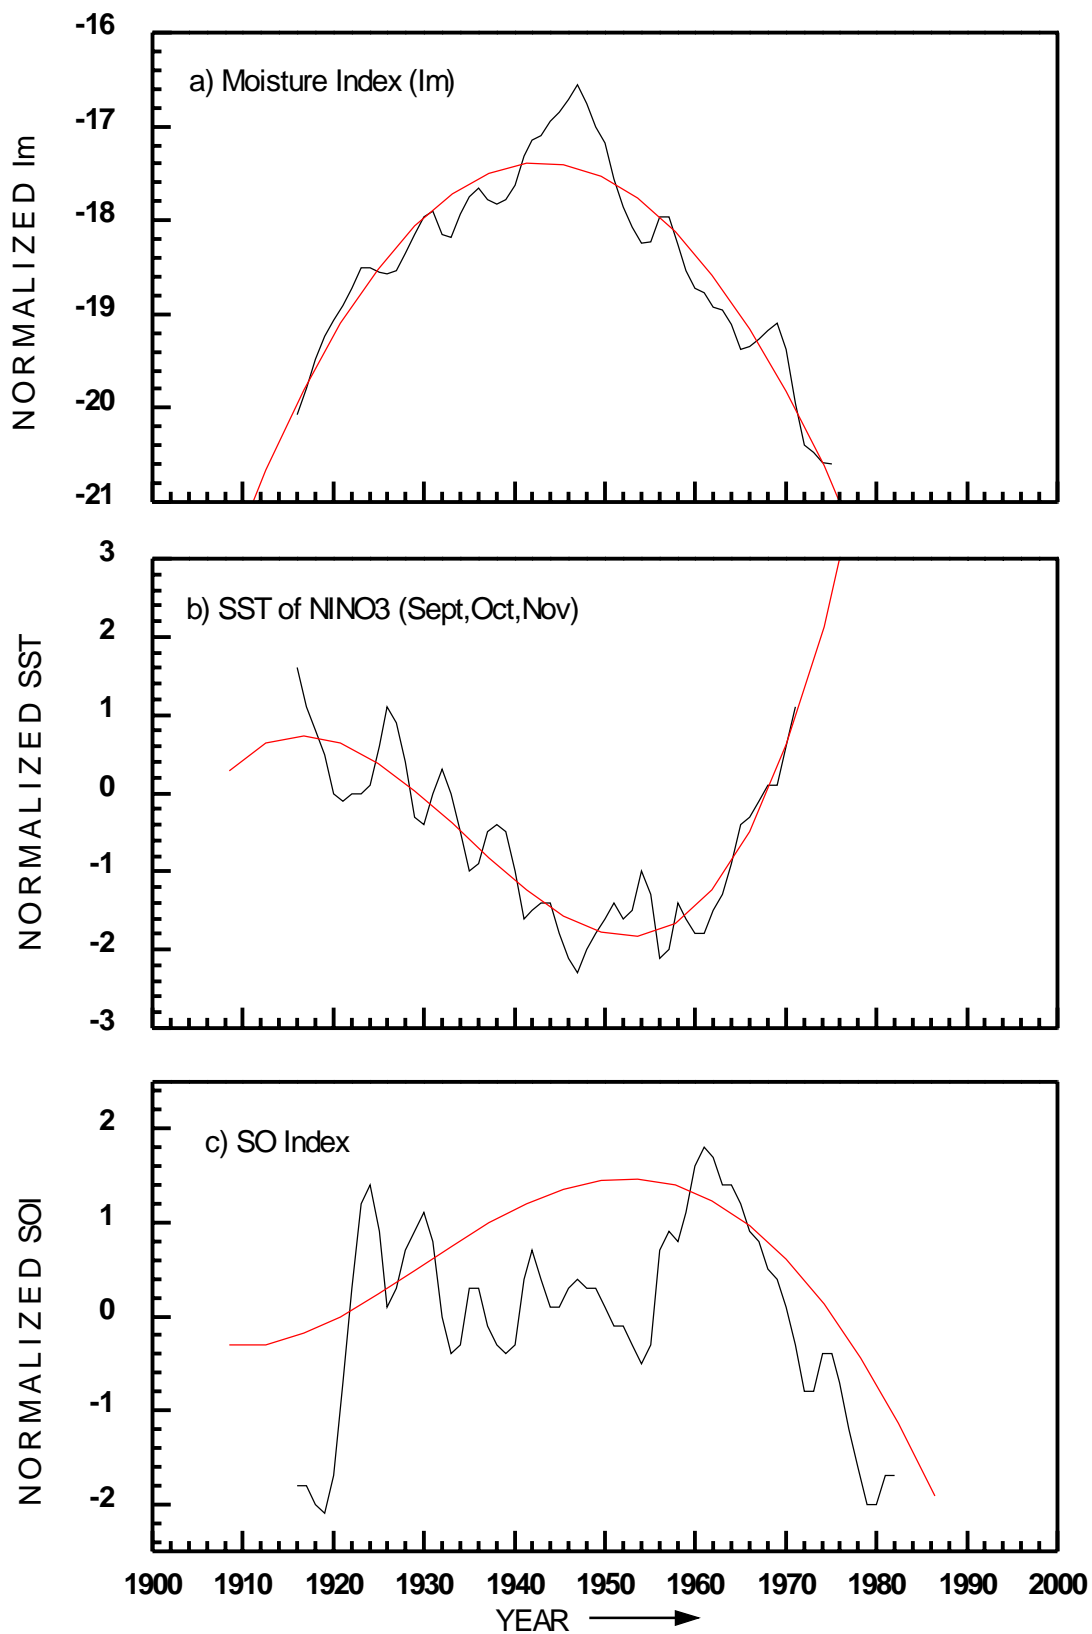 -16
a) Moisture Index (Im)
-17
-18
-19
-20
-21
NORMALIZED Im
3
b) SST of NINO3 (Sept,Oct,Nov)
2
1
0
-1
-2
-3
NORMALIZED SST
2
c) SO Index
1
0
-1
-2
NORMALIZED SOI
1900 1910 1920 1930 1940 1950 1960 1970 1980 1990 2000
YEAR